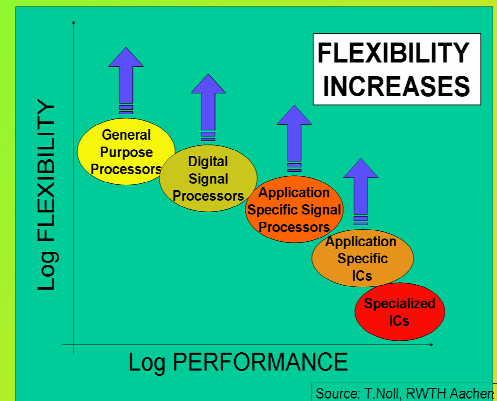 FLEXIBILITY
INCREASES
General
Purpose
Processors
Digital
Signal
Processors
Application
Specific Signal
Processors
Application
Specific
ICs
Specialized
ICs
Log FLEXIBILITY
Log PERFORMANCE
Source: T.Noll, RWTH Aachen